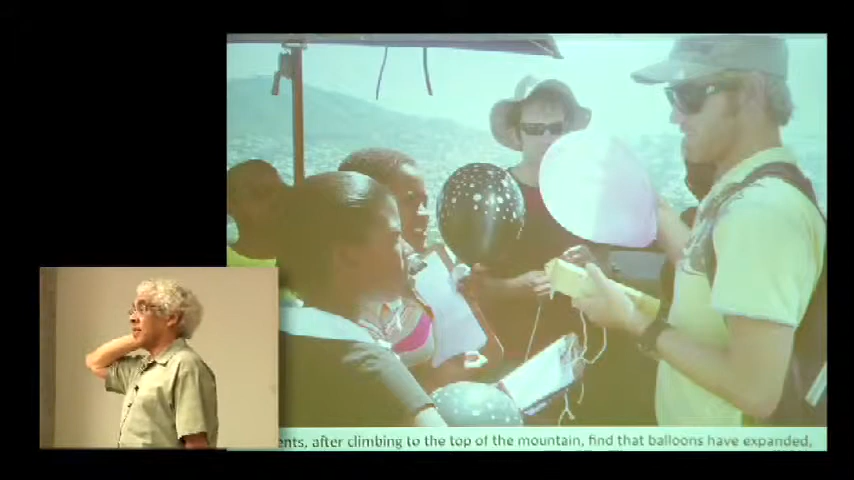 ents, after climbing to the top of the mountain, find that balloons have expanded,